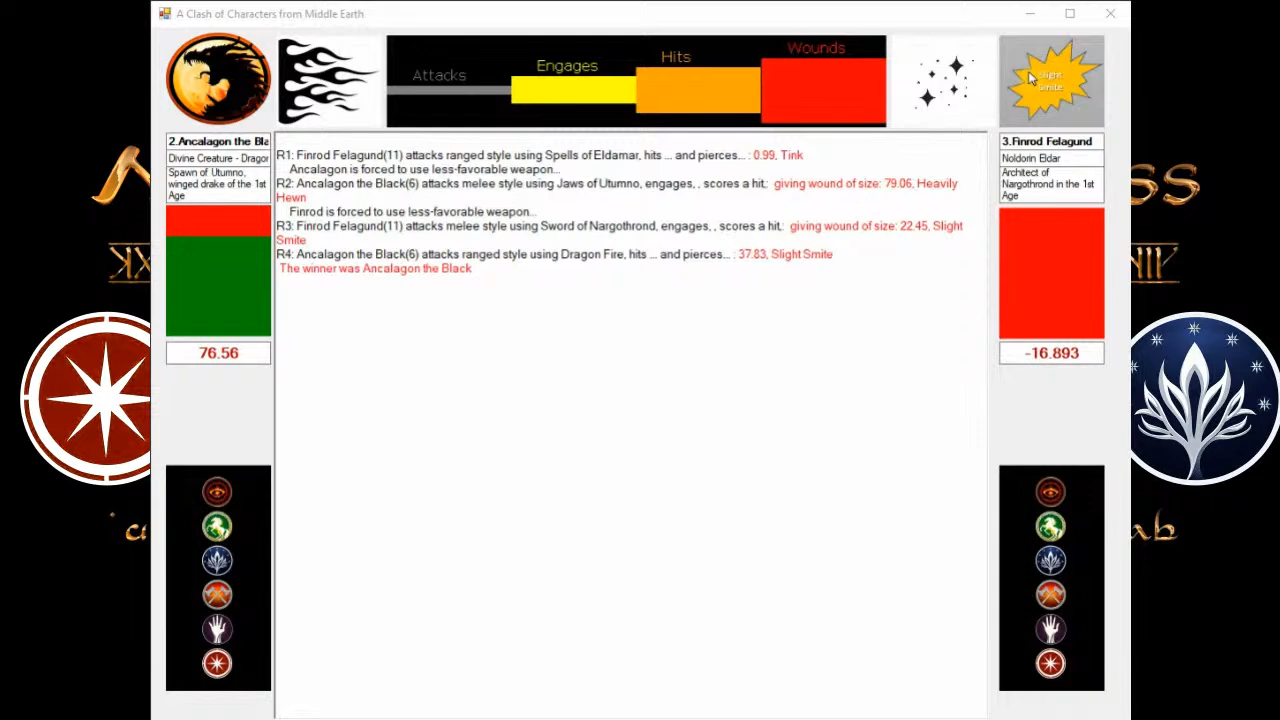 A Clash of Characters from Middle Earth
Attacks
Engages
Hits
Wounds
Slight
Smite
2.Ancalagon the Bla
Divine Creature - Dragor
Spawn of Utumno,
winged drake of the 1st
Age
76.56
R1: Finrod Felagund(11) attacks ranged style using Spells of Eldamar, hits ... and pierces... : 0.99, Tink
Ancalagon is forced to use less-favorable weapon...
R2: Ancalagon the Black(6) attacks melee style using Jaws of Utumno, engages, , scores a hit,: giving wound of size: 79.06, Heavily
Hewn
Finrod is forced to use less-favorable weapon...
R3: Finrod Felagund(11) attacks melee style using Sword of Nargothrond, engages, , scores a hit,: giving wound of size: 22.45, Slight
Smite
R4: Ancalagon the Black(6) attacks ranged style using Dragon Fire, hits ... and pierces... : 37.83, Slight Smite
The winner was Ancalagon the Black
3.Finrod Felagund
Noldorin Eldar
Architect of
Nargothrond in the 1st
Age
-16.893